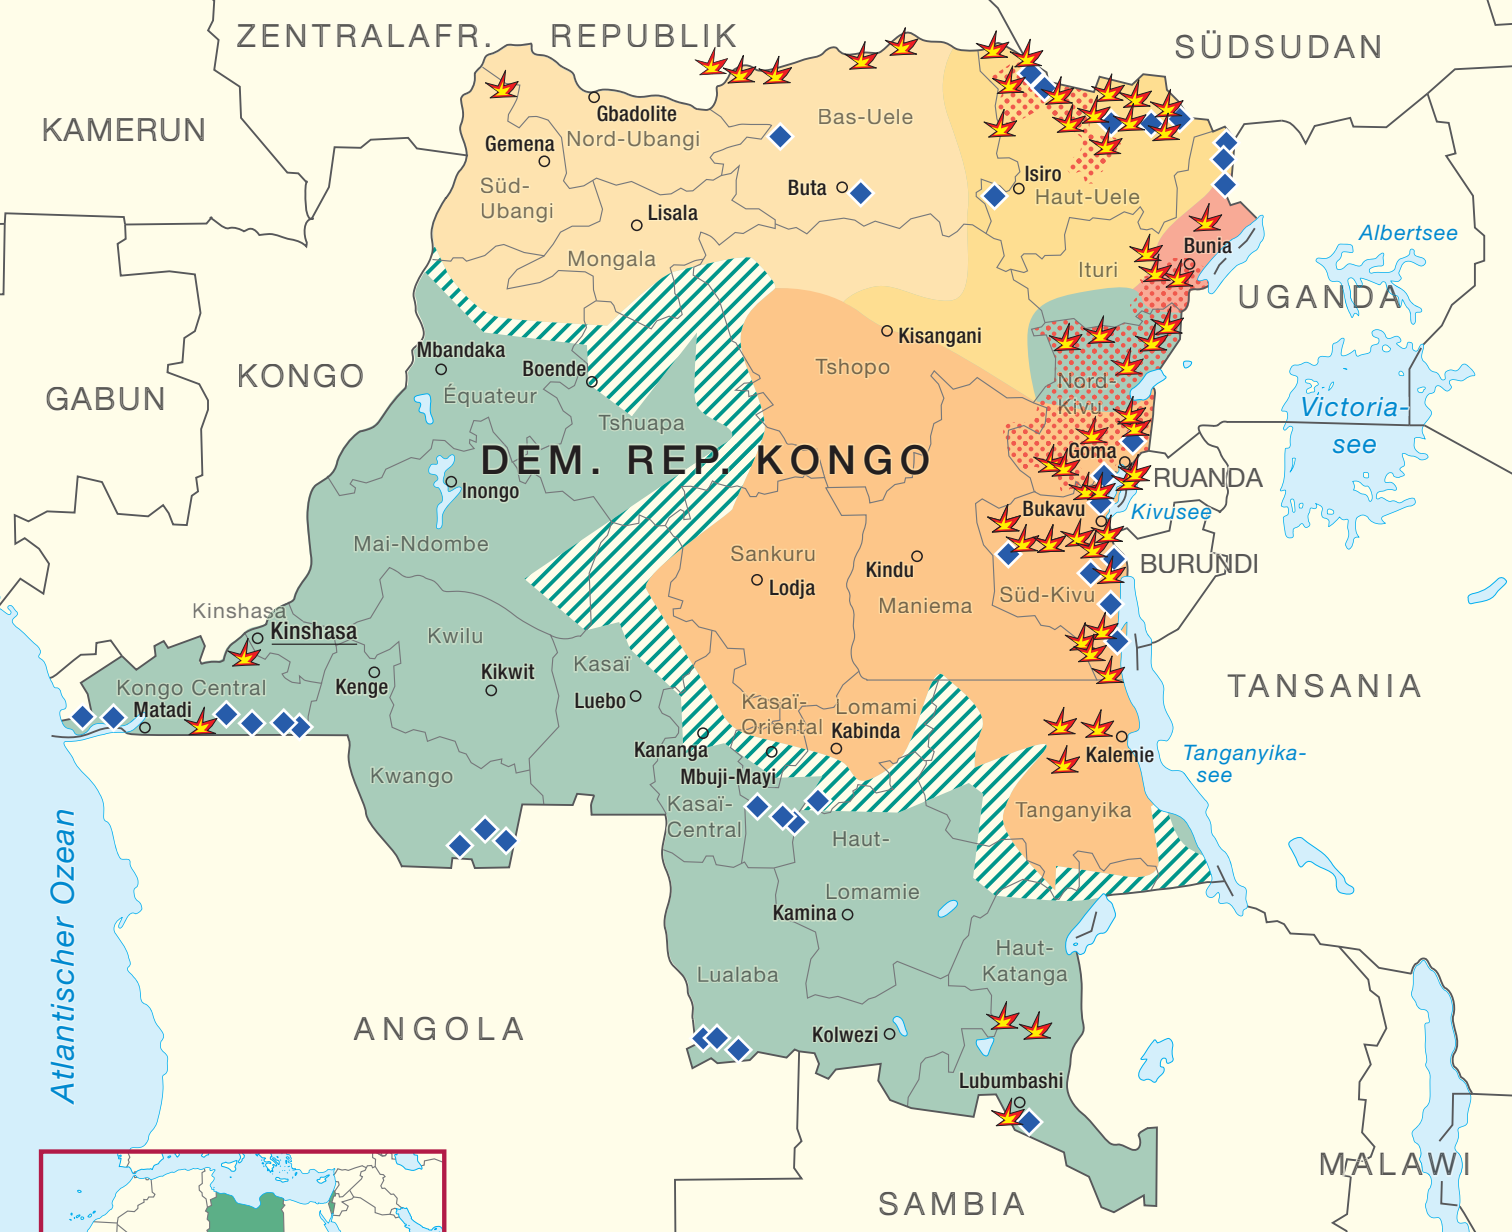 ZENTRALAFR. REPUBLIK
SÜDSUDAN
KAMERUN
Gbadolite
Nord-Ubangi
Gemena
Süd-
Ubangi
Bas-Uele
Buta
Isiro
Haut-Uele
Lisala
Mongala
Bunia
Albertsee
Ituri
UGANDA
Kisangani
Tshopo
Mbandaka
Boende
Équateur
Tshuapa
KONGO
GABUN
Nord-
Kivu
Victoria-
see
DEM. REP. KONGO
Goma
RUANDA
Inongo
Bukavu
Kivusee
Mai-Ndombe
Sankuru
Lodja
Kindu
Maniema
Süd-Kivu
BURUNDI
Kinshasa
Kinshasa
Kwilu
Kenge
Kikwit
Kasaï
Luebo
Kongo Central
Matadi
Kasaï-
Oriental
Lomami
Kabinda
Kananga
Mbuji-Mayi
Kalemie
TANSANIA
Tanganyika-
see
Kwango
Kasaï-
Central
Tanganyika
Haut-
Lomamie
Kamina
Atlantischer Ozean
Lualaba
Haut-
Katanga
Kolwezi
ANGOLA
Lubumbashi
SAMBIA
MALAWI